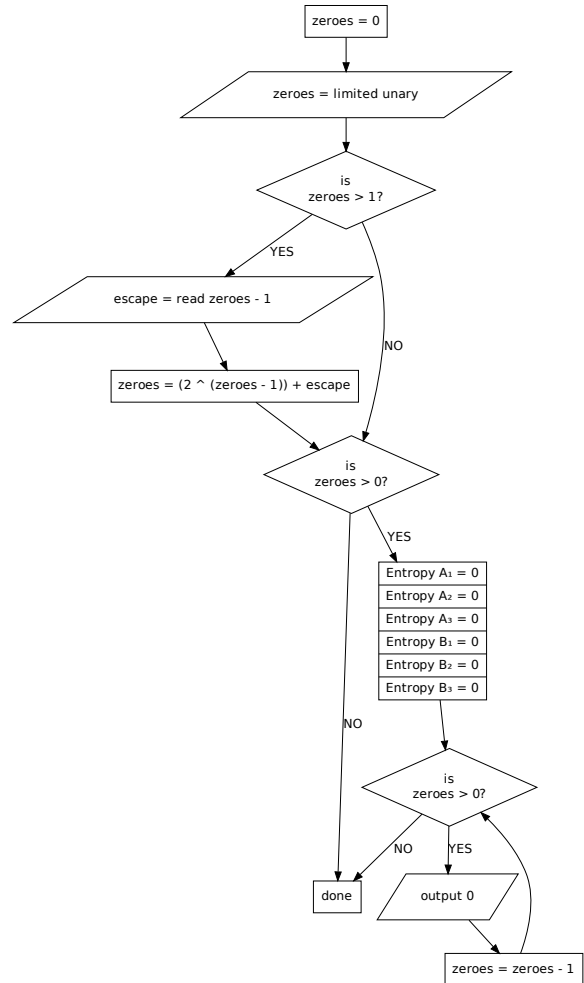 zeroes = 0
zeroes = limited unary
is
zeroes > 1?
YES
escape = read zeroes - 1
NO
zeroes = (2 ^ (zeroes - 1)) + escape
is
zeroes > 0?
YES
Entropy A₁ = 0
Entropy A₂ = 0
Entropy A₃ = 0
Entropy B₁ = 0
Entropy B₂ = 0
Entropy B₃ = 0
NO
is
zeroes > 0?
NO
YES
done
output 0
zeroes = zeroes - 1